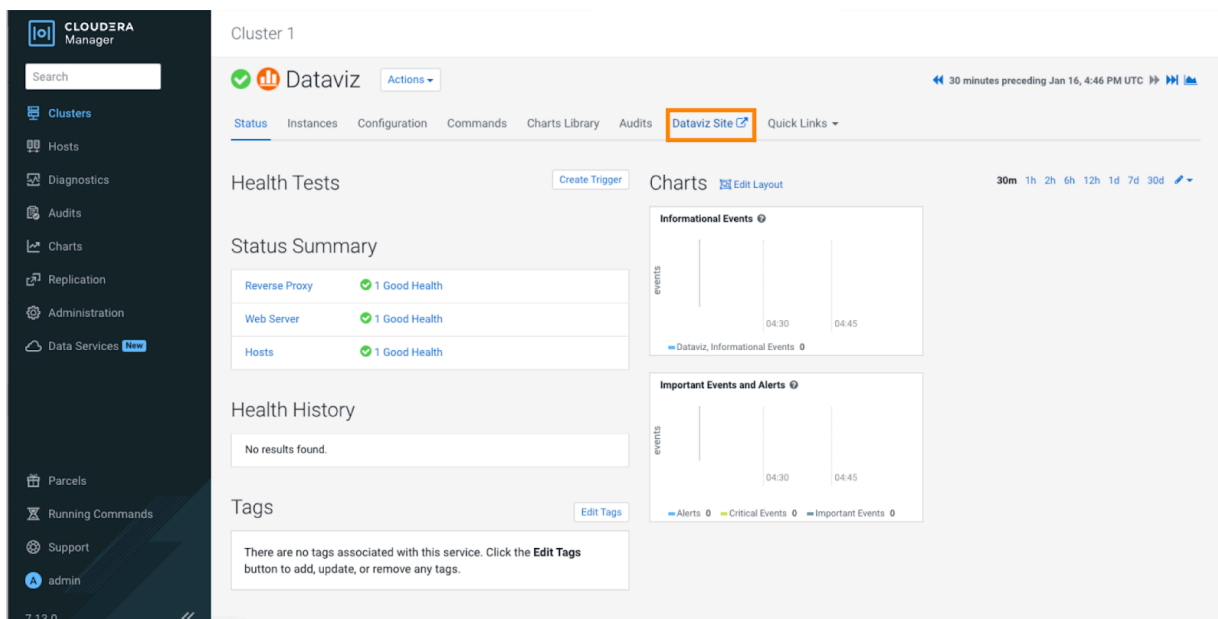 CLOUDERA
Manager
Search
Clusters
Hosts
Diagnostics
Audits
Charts
Replication
Administration
Data Services New
Parcels
Running Commands
Support
A admin
7.13.0
Cluster 1
Dataviz Actions
30 minutes preceding Jan 16, 4:46 PM UTC
Status Instances Configuration Commands Charts Library Audits Dataviz Site Quick Links
Health Tests Create Trigger
Status Summary
Reverse Proxy 1 Good Health
Web Server 1 Good Health
Hosts 1 Good Health
Health History
No results found.
Tags Edit Tags
There are no tags associated with this service. Click the Edit Tags
button to add, update, or remove any tags.
Charts Edit Layout
30m 1h 2h 6h 12h 1d 7d 30d
Informational Events
events
04:30 04:45
Dataviz, Informational Events 0
Important Events and Alerts
events
04:30 04:45
Alerts 0 Critical Events 0 Important Events 0